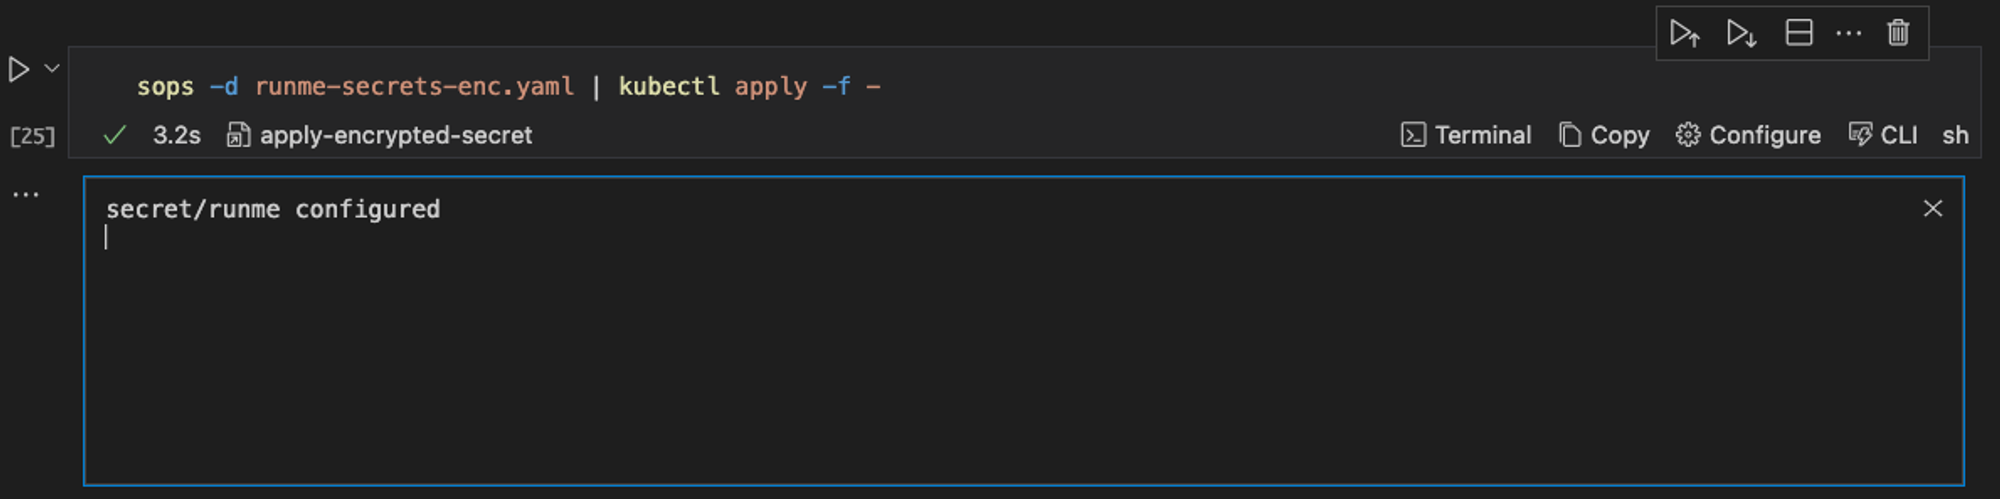 sops -d runme-secrets-enc.yaml | kubectl apply -f -
[25] 3.2s apply-encrypted-secret Terminal Copy Configure CLI sh
secret/runme configured